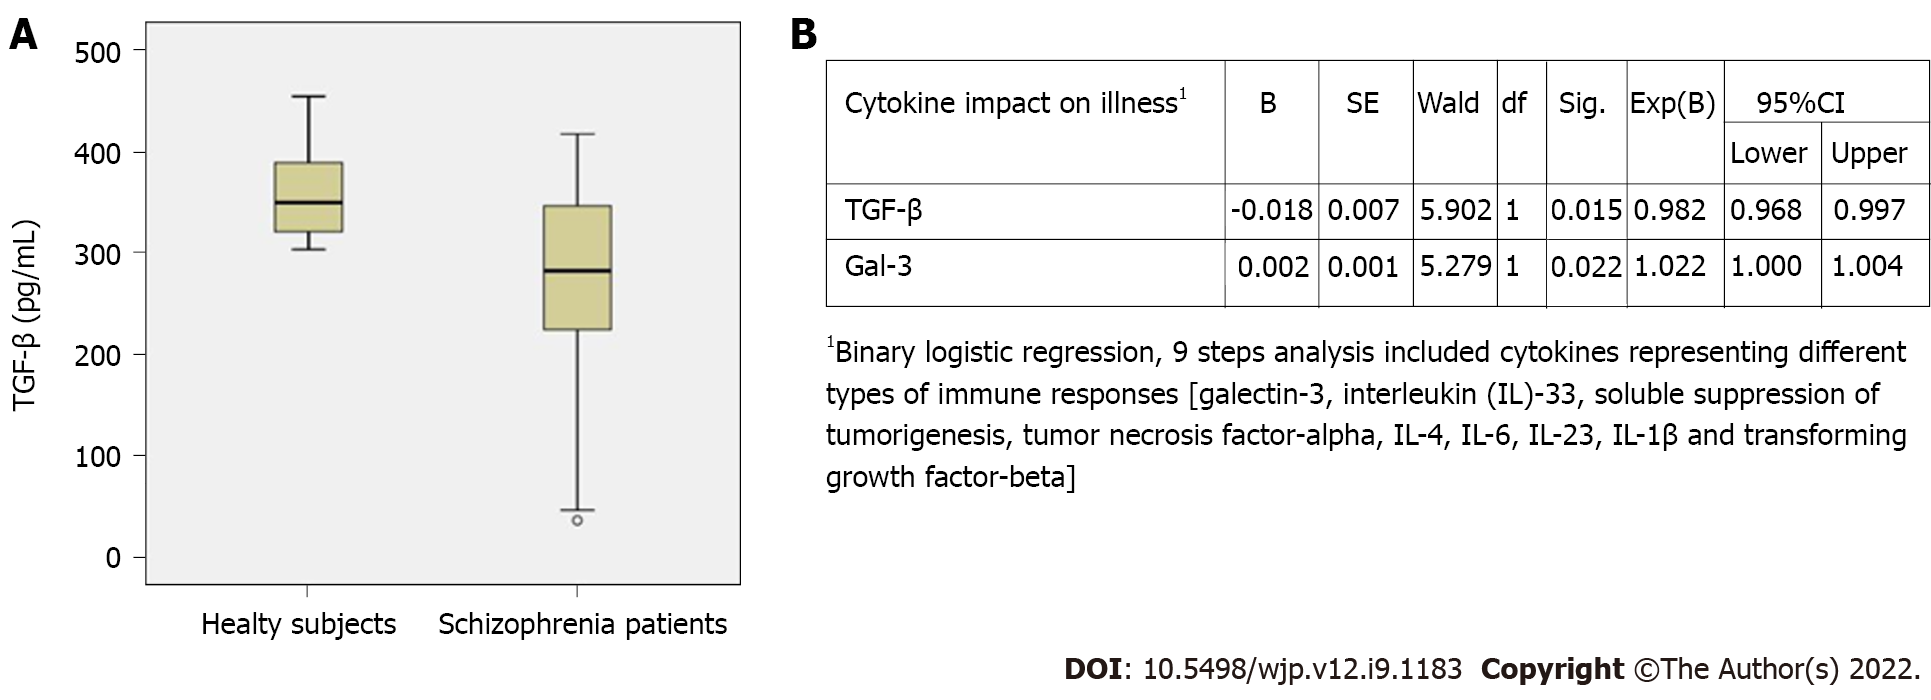 A
500
400
300
200
100
0
TGF-β (pg/mL)
Healty subjects
Schizophrenia patients
B
Cytokine impact on illness¹ B SE Wald df Sig. Exp(B) 95%CI
Lower Upper
TGF-β -0.018 0.007 5.902 1 0.015 0.982 0.968 0.997
Gal-3 0.002 0.001 5.279 1 0.022 1.022 1.000 1.004
¹Binary logistic regression, 9 steps analysis included cytokines representing different
types of immune responses [galectin-3, interleukin (IL)-33, soluble suppression of
tumorigenesis, tumor necrosis factor-alpha, IL-4, IL-6, IL-23, IL-1β and transforming
growth factor-beta]
DOI: 10.5498/wjp.v12.i9.1183 Copyright ©The Author(s) 2022.